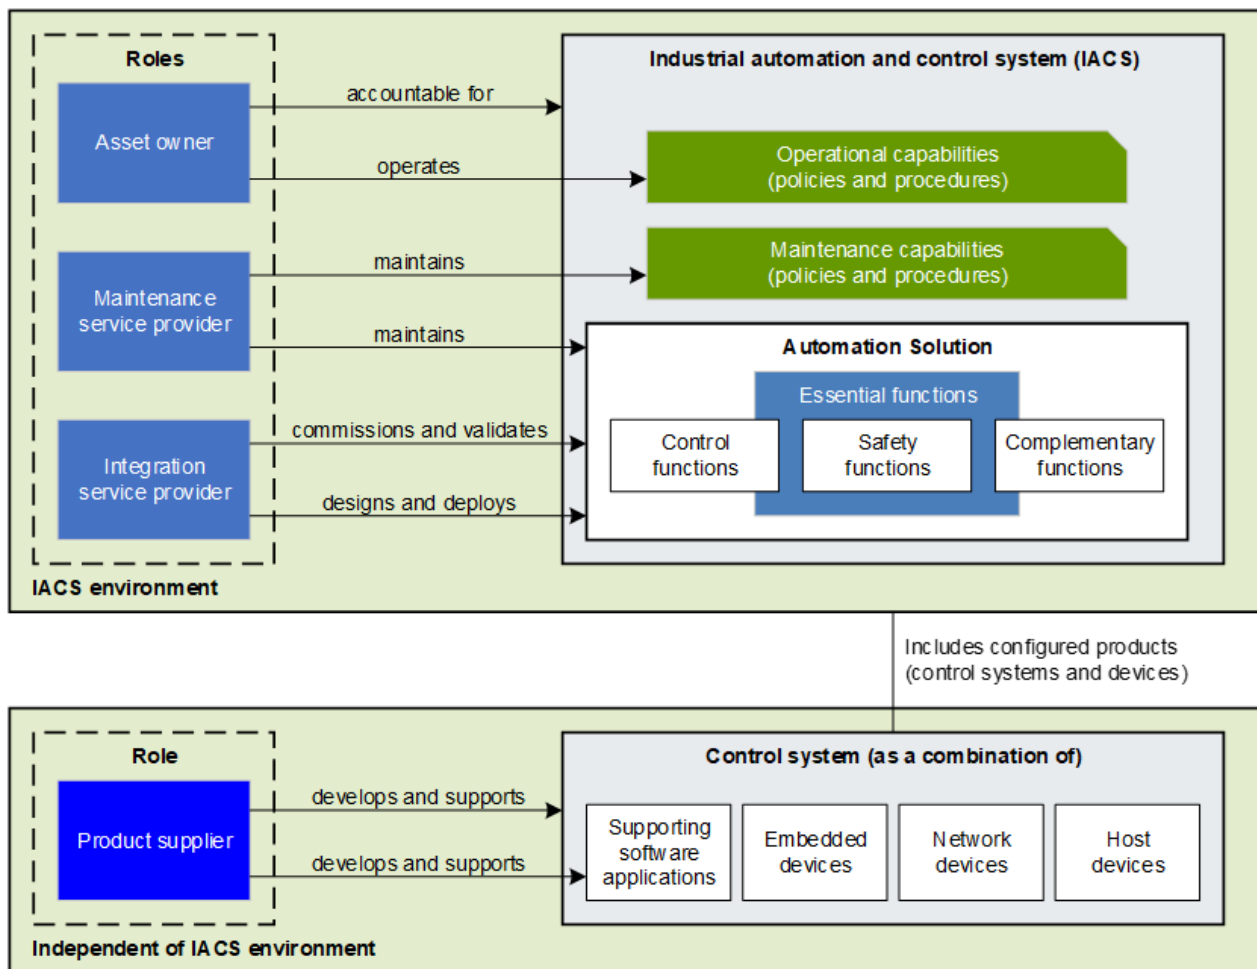 Roles
Industrial automation and control system (IACS)
Asset owner
accountable for
operates
Operational capabilities
(policies and procedures)
Maintenance
service provider
maintains
Maintenance capabilities
(policies and procedures)
maintains
Automation Solution
Essential functions
Control
functions
Safety
functions
Complementary
functions
Integration
service provider
commissions and validates
designs and deploys
IACS environment
Includes configured products
(control systems and devices)
Role
Control system (as a combination of)
Product supplier
develops and supports
develops and supports
Supporting
software
applications
Embedded
devices
Network
devices
Host
devices
Independent of IACS environment